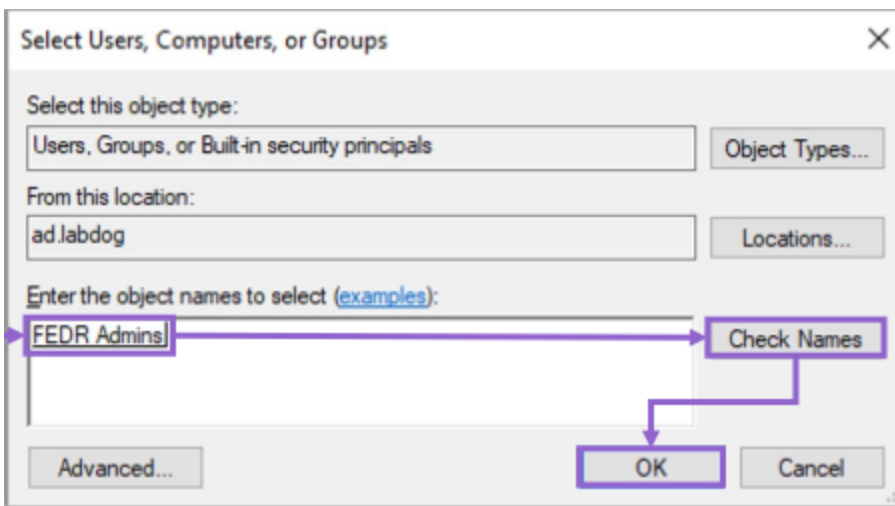 Select Users, Computers, or Groups
Select this object type:
Users, Groups, or Built-in security principals
Object Types...
From this location:
ad.labdog
Locations...
Enter the object names to select (examples):
FEDR Admins
Check Names
Advanced...
OK
Cancel